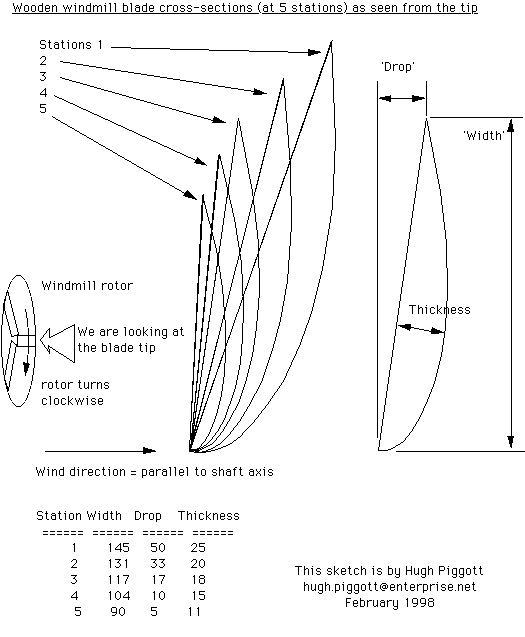 Wooden windmill blade cross-sections (at 5 stations) as seen from the tip
Stations 1
2
3
4
5
'Drop'
'Width'
Thickness
Windmill rotor
We are looking at
the blade tip
rotor turns
clockwise
Wind direction = parallel to shaft axis
Station Width Drop Thickness
====== ====== ====== ======
1 145 50 25
2 131 33 20
3 117 17 18
4 104 10 15
5 90 5 11
This sketch is by Hugh Piggott
hugh.piggott@enterprise.net
February 1998